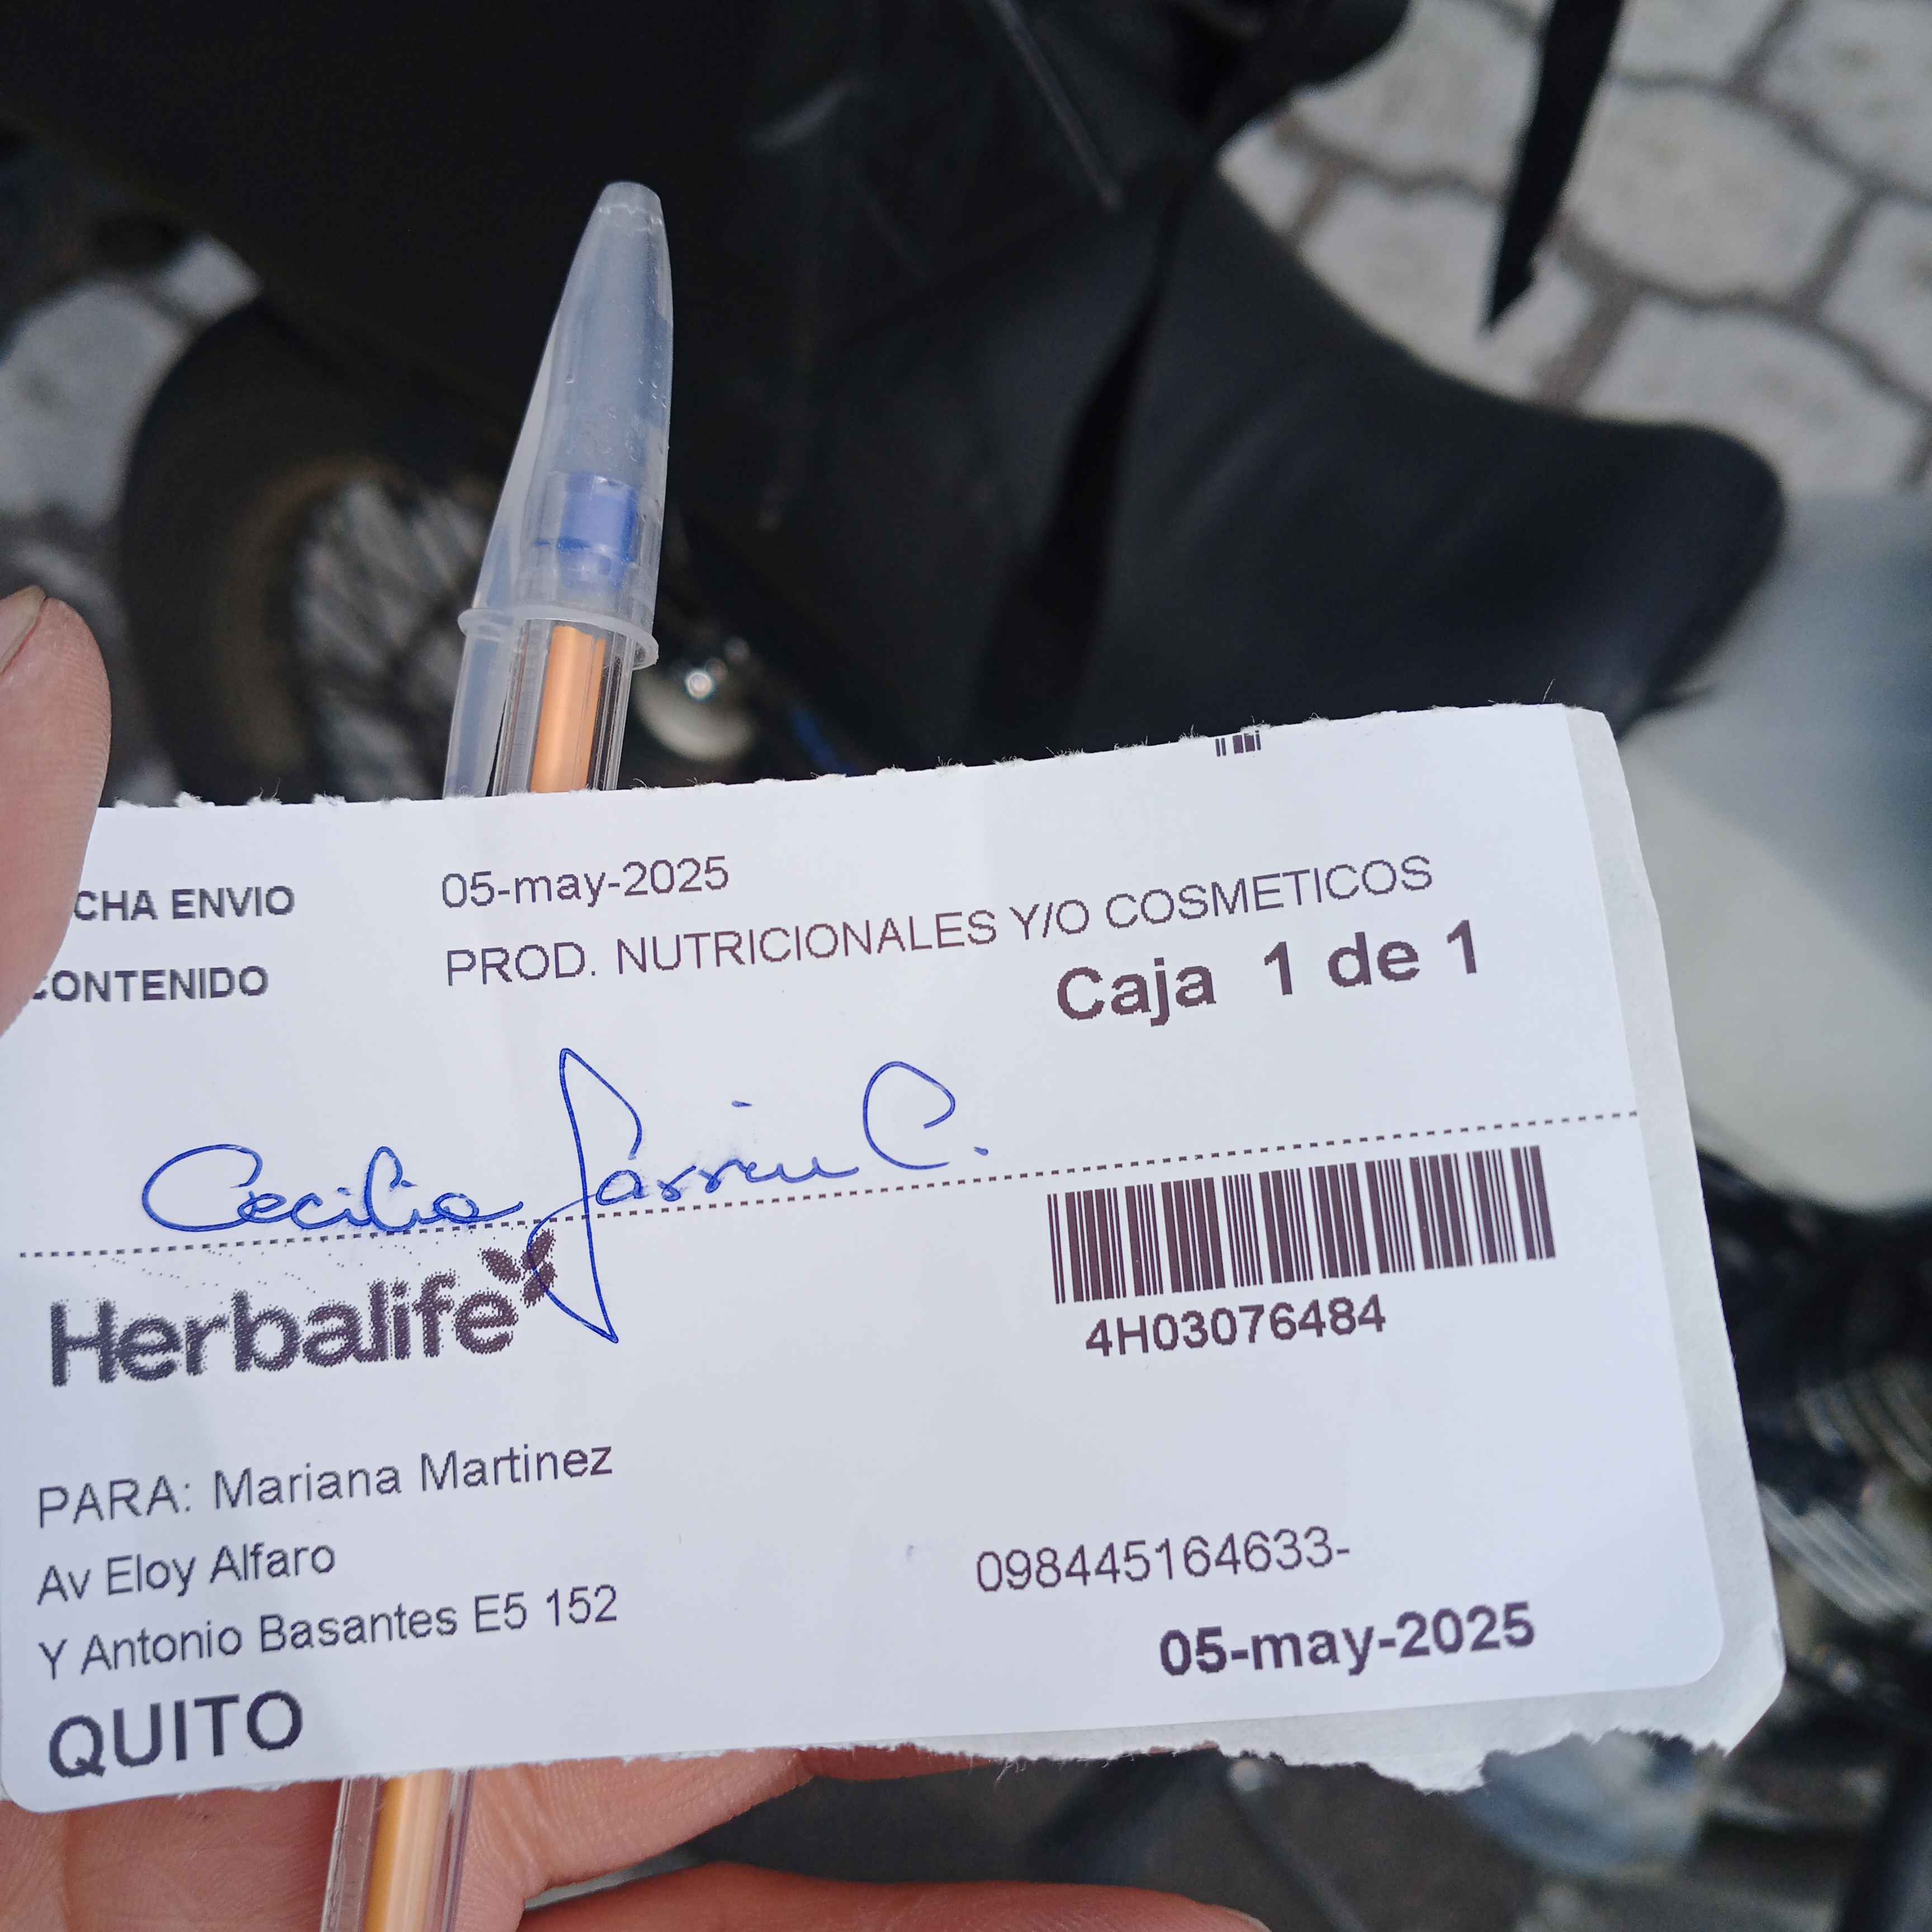 CHA ENVIO 05-may-2025
CONTENIDO PROD. NUTRICIONALES Y/O COSMETICOS
Caja 1 de 1
Cecilia Jarrin C.
Herbalife
4H03076484
PARA: Mariana Martinez
Av Eloy Alfaro 098445164633-
Y Antonio Basantes E5 152
05-may-2025
QUITO